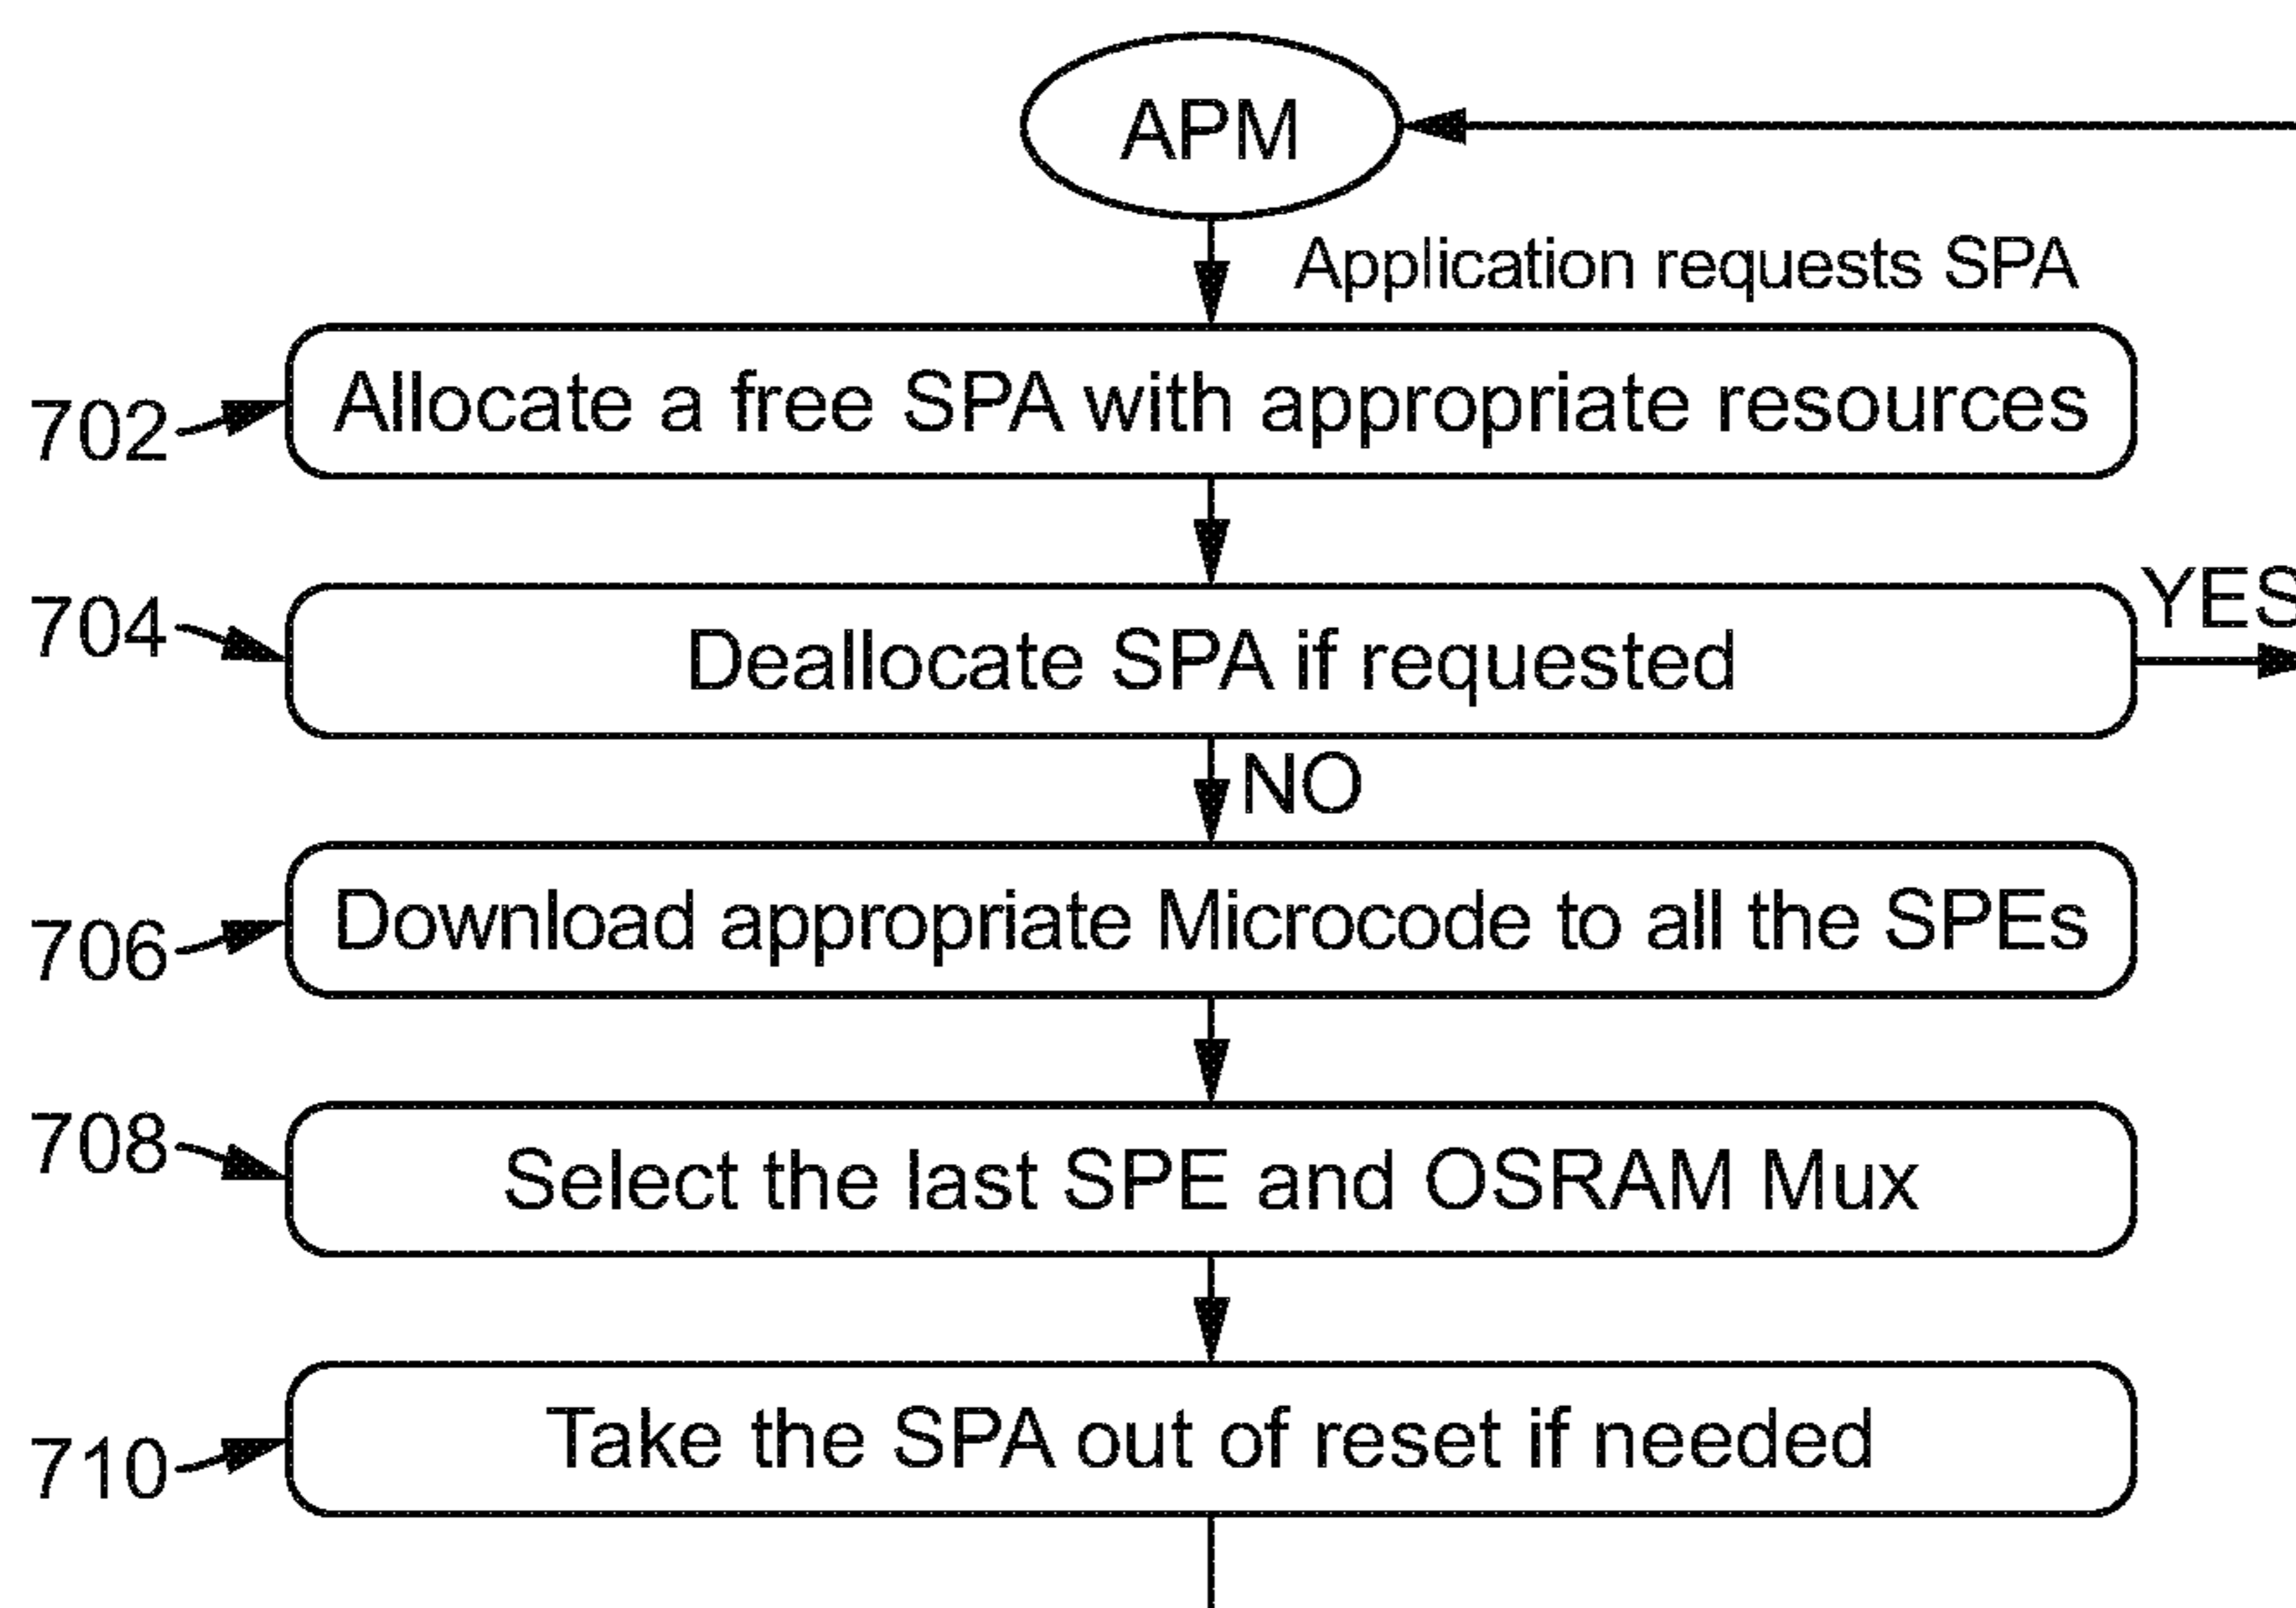 APM
Application requests SPA
702
Allocate a free SPA with appropriate resources
704
Deallocate SPA if requested
YES
NO
706
Download appropriate Microcode to all the SPEs
708
Select the last SPE and OSRAM Mux
710
Take the SPA out of reset if needed